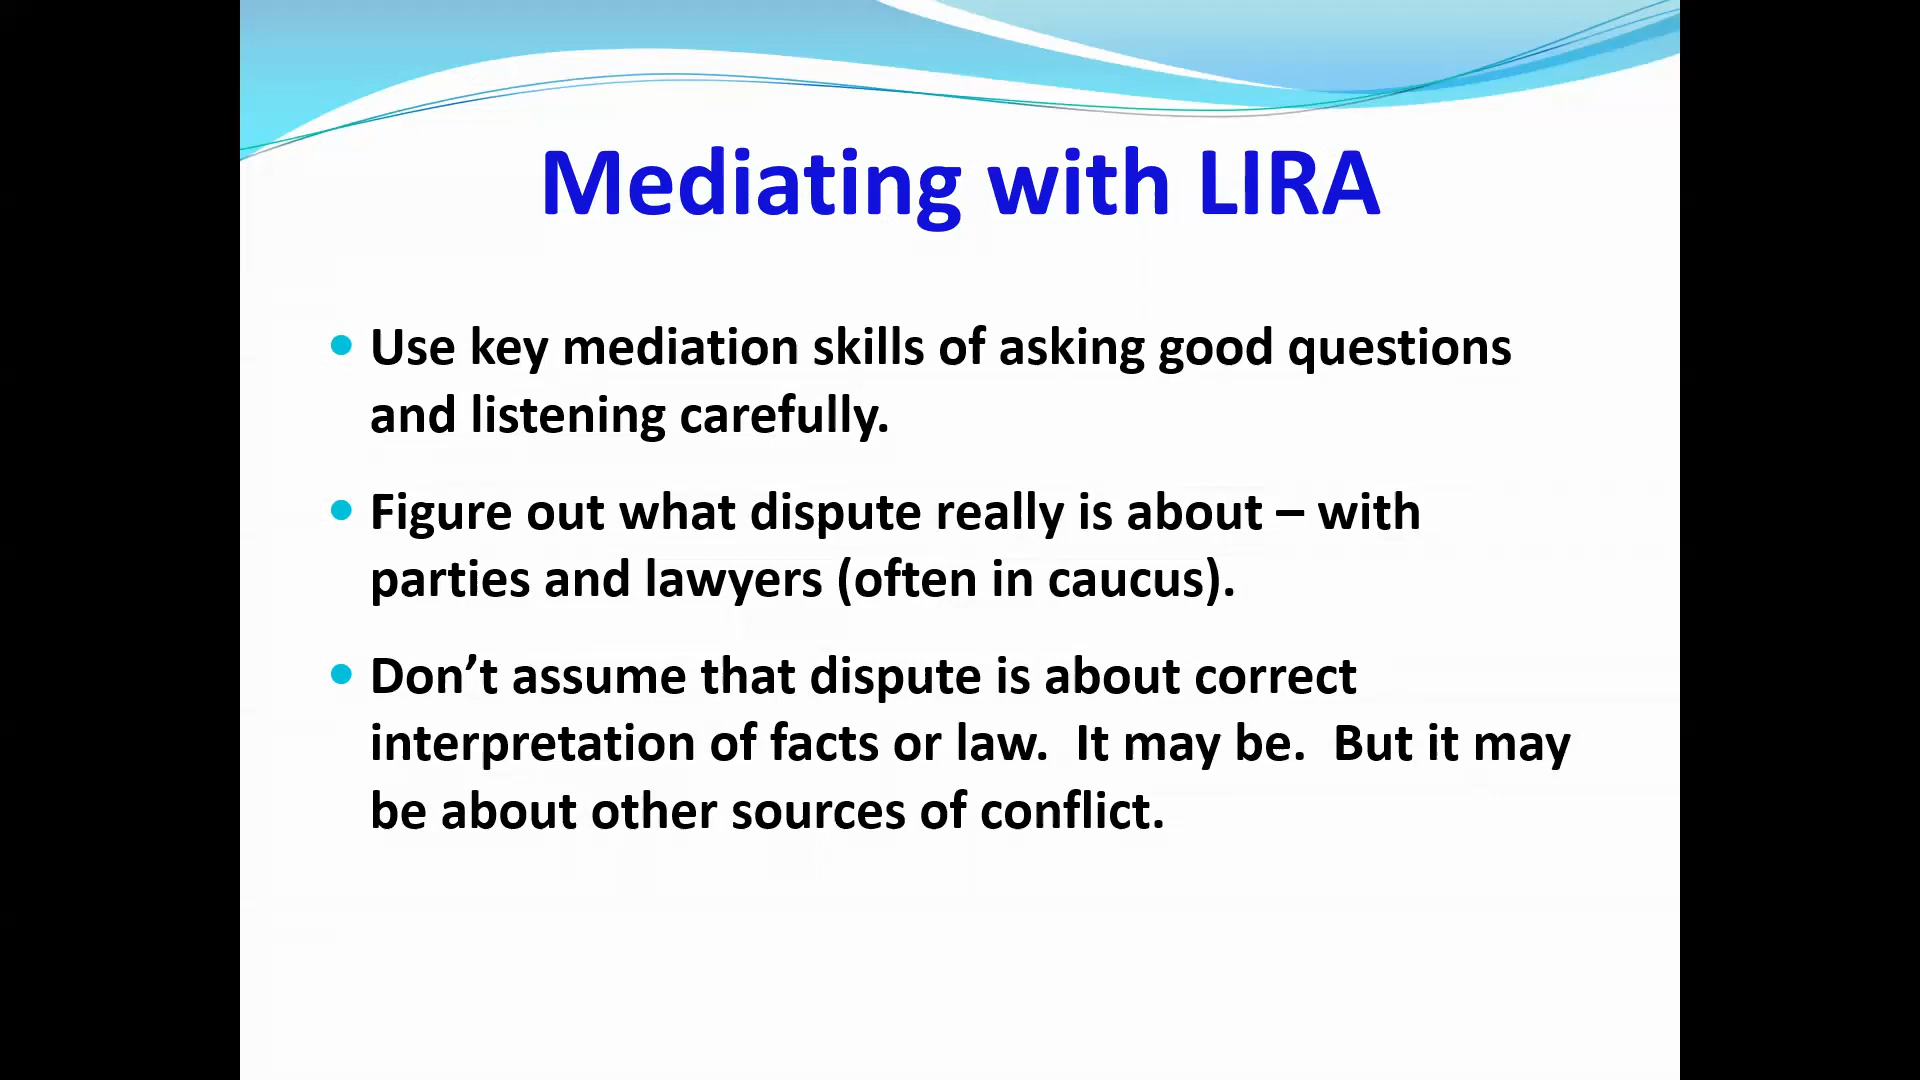 Mediating with LIRA
Use key mediation skills of asking good questions
and listening carefully.
Figure out what dispute really is about – with
parties and lawyers (often in caucus).
Don’t assume that dispute is about correct
interpretation of facts or law.  It may be.  But it may
be about other sources of conflict.